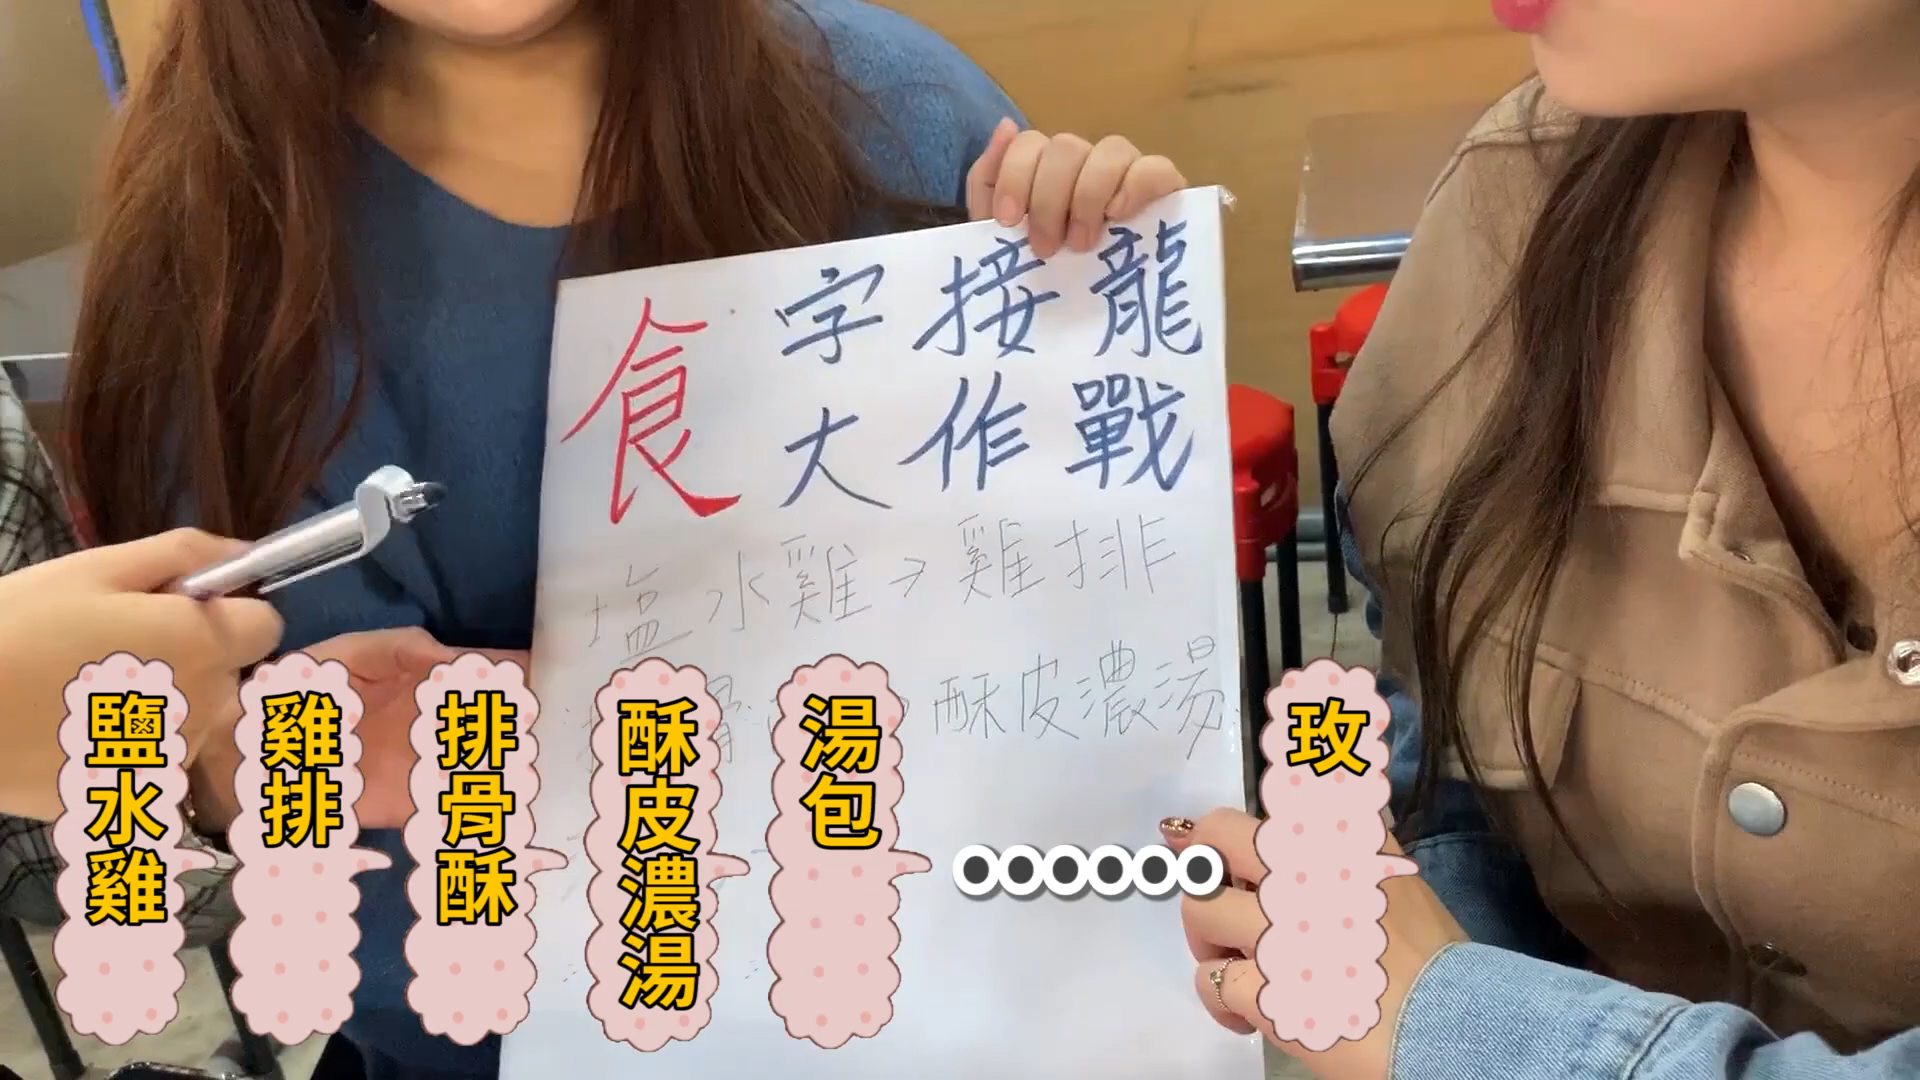 食字接龍
大作戰
塩水雞→雞排
酥皮濃湯
鹽水雞
雞排
排骨酥
酥皮濃湯
湯包
玫